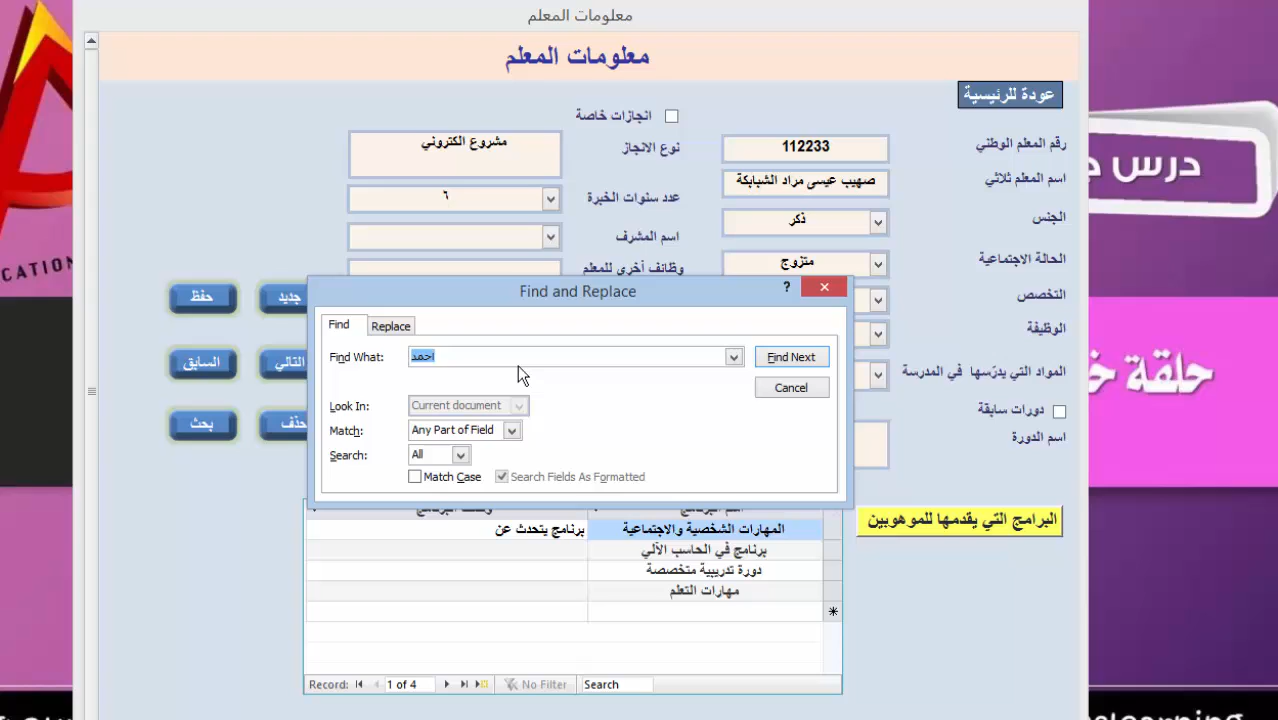 معلومات المعلم
معلومات المعلم
عودة للرئيسية
انجازات خاصة
رقم المعلم الوطني
112233
نوع الانجاز
مشروع الكتروني
اسم المعلم ثلاثي
صهيب عيسى مراد الشبابكة
عدد سنوات الخبرة
٦
الجنس
ذكر
اسم المشرف
الحالة الاجتماعية
متزوج
وظائف أخرى للمعلم
التخصص
الوظيفة
المواد التي يدرّسها في المدرسة
دورات سابقة
اسم الدورة
جديد
حفظ
التالي
السابق
حذف
بحث
Find and Replace
?
Find
Replace
Find What:
احمد
Find Next
Cancel
Look In:
Current document
Match:
Any Part of Field
Search:
All
Match Case
Search Fields As Formatted
البرامج التي يقدمها للموهوبين
المهارات الشخصية والاجتماعية
برنامج يتحدث عن
برنامج في الحاسب الآلي
دورة تدريبية متخصصة
مهارات التعلم
Record:
1 of 4
No Filter
Search
درس
حلقة
CATION